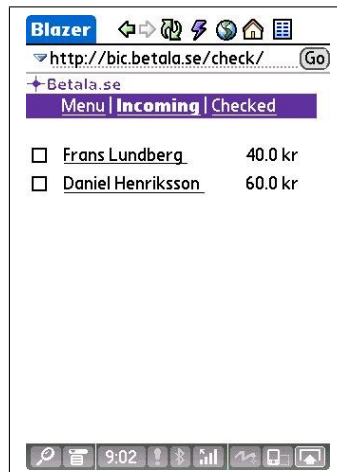 Blazer
http://bic.betala.se/check/ Go
Betala.se
Menu | Incoming | Checked
Frans Lundberg 40.0 kr
Daniel Henriksson 60.0 kr
9:02